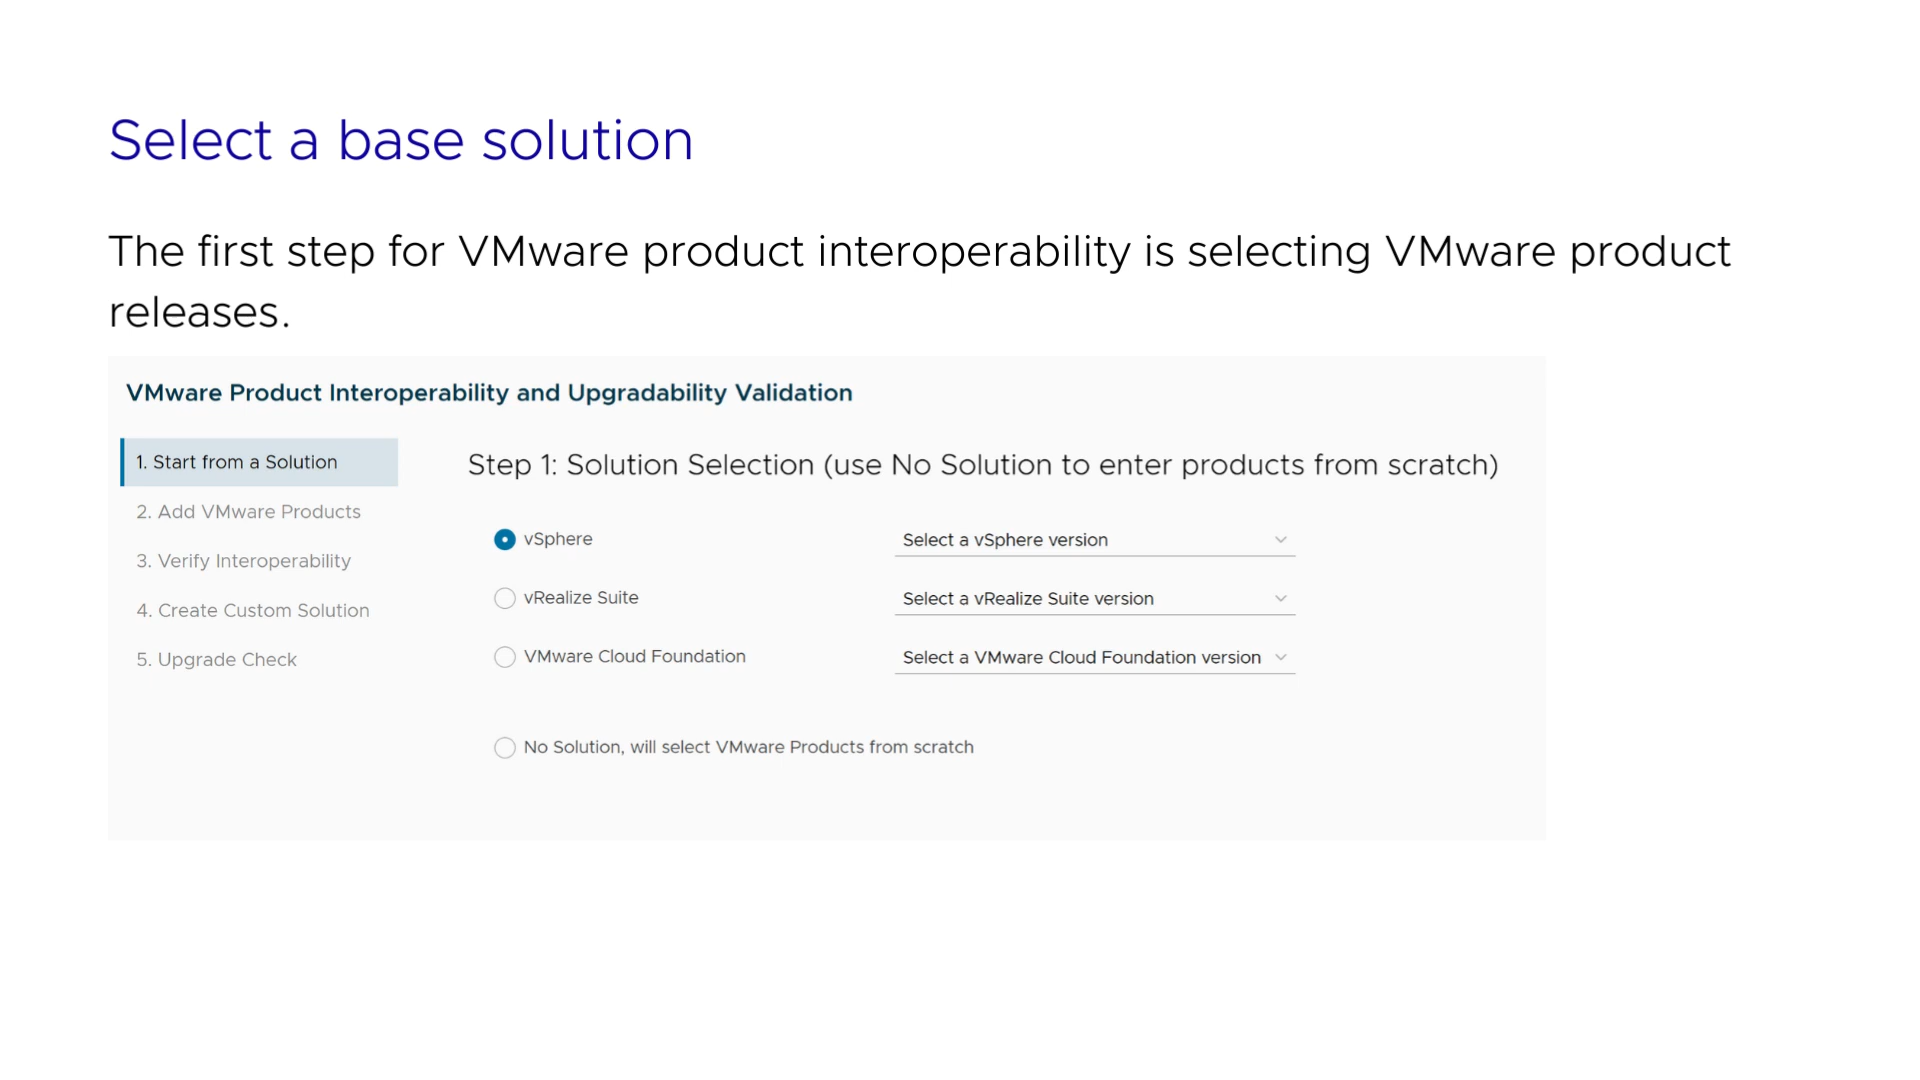 Select a base solution
The first step for VMware product interoperability is selecting VMware product
releases.
VMware Product Interoperability and Upgradability Validation
1. Start from a Solution
2. Add VMware Products
3. Verify Interoperability
4. Create Custom Solution
5. Upgrade Check
Step 1: Solution Selection (use No Solution to enter products from scratch)
vSphere
Select a vSphere version
vRealize Suite
Select a vRealize Suite version
VMware Cloud Foundation
Select a VMware Cloud Foundation version
No Solution, will select VMware Products from scratch